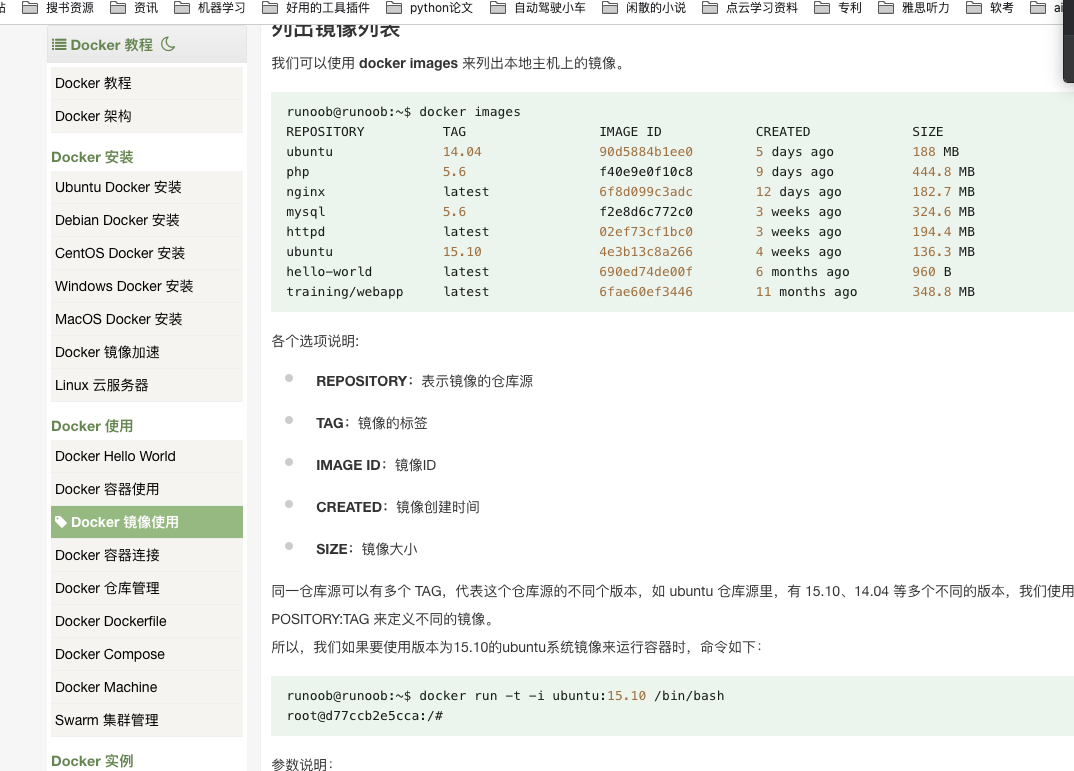 搜书资源 资讯 机器学习 好用的工具插件 python论文 自动驾驶小车 闲散的小说 点云学习资料 专利 雅思听力 软考
Docker 教程
Docker 教程
Docker 架构
Docker 安装
Ubuntu Docker 安装
Debian Docker 安装
CentOS Docker 安装
Windows Docker 安装
MacOS Docker 安装
Docker 镜像加速
Linux 云服务器
Docker 使用
Docker Hello World
Docker 容器使用
Docker 镜像使用
Docker 容器连接
Docker 仓库管理
Docker Dockerfile
Docker Compose
Docker Machine
Swarm 集群管理
Docker 实例
列出镜像列表
我们可以使用 docker images 来列出本地主机上的镜像。
runoob@runoob:~$ docker images
REPOSITORY TAG IMAGE ID CREATED SIZE
ubuntu 14.04 90d5884b1ee0 5 days ago 188 MB
php 5.6 f40e9e0f10c8 9 days ago 444.8 MB
nginx latest 6f8d099c3adc 12 days ago 182.7 MB
mysql 5.6 f2e8d6c772c0 3 weeks ago 324.6 MB
httpd latest 02ef73cf1bc0 3 weeks ago 194.4 MB
ubuntu 15.10 4e3b13c8a266 4 weeks ago 136.3 MB
hello-world latest 690ed74de00f 6 months ago 960 B
training/webapp latest 6fae60ef3446 11 months ago 348.8 MB
各个选项说明:
REPOSITORY：表示镜像的仓库源
TAG：镜像的标签
IMAGE ID：镜像ID
CREATED：镜像创建时间
SIZE：镜像大小
同一仓库源可以有多个 TAG，代表这个仓库源的不同个版本，如 ubuntu 仓库源里，有 15.10、14.04 等多个不同的版本，我们使用
POSITORY:TAG 来定义不同的镜像。
所以，我们如果要使用版本为15.10的ubuntu系统镜像来运行容器时，命令如下：
runoob@runoob:~$ docker run -t -i ubuntu:15.10 /bin/bash
root@d77ccb2e5cca:/#
参数说明：